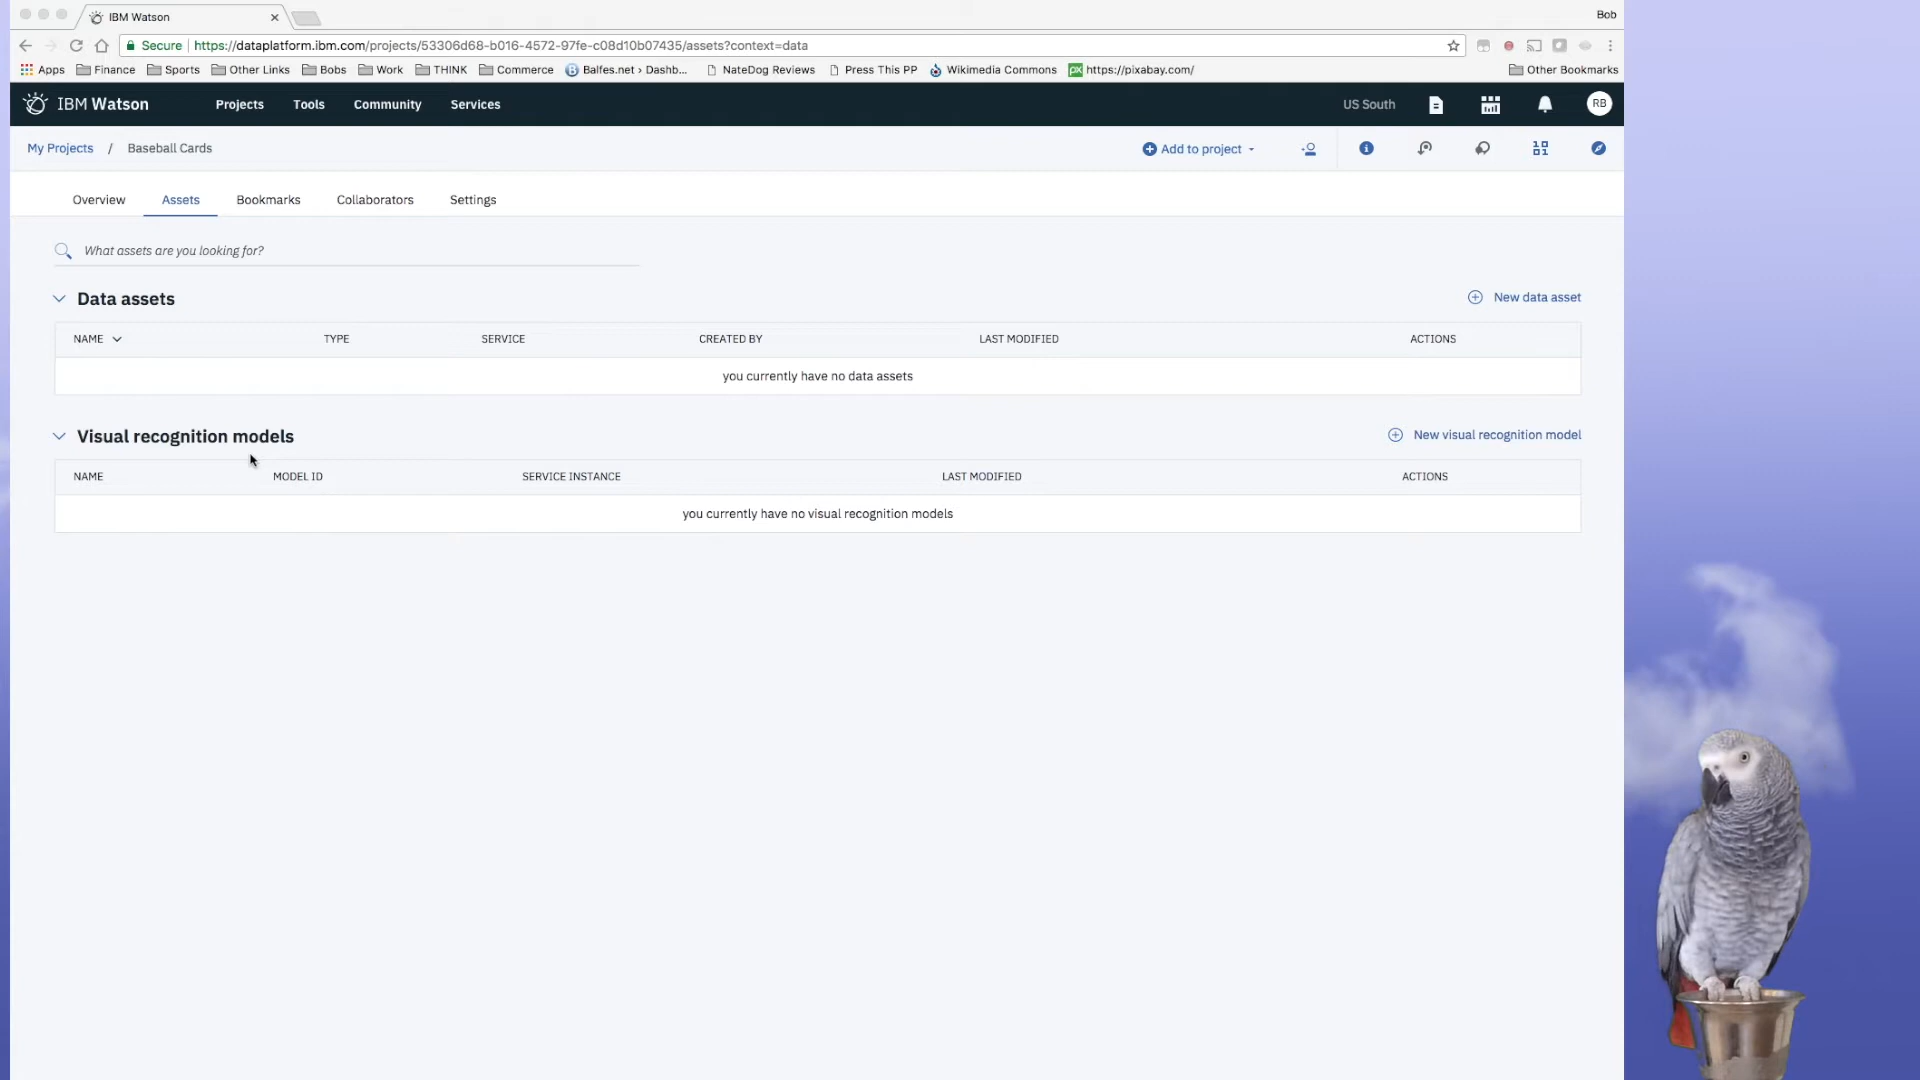 IBM Watson
Bob
Secure https://dataplatform.ibm.com/projects/53306d68-b016-4572-97fe-c08d10b07435/assets?context=data
Apps Finance Sports Other Links Bobs Work THINK Commerce Balfes.net › Dashb... NateDog Reviews Press This PP Wikimedia Commons px https://pixabay.com/ Other Bookmarks
IBM Watson Projects Tools Community Services US South RB
My Projects / Baseball Cards Add to project
Overview Assets Bookmarks Collaborators Settings
What assets are you looking for?
Data assets New data asset
NAME TYPE SERVICE CREATED BY LAST MODIFIED ACTIONS
you currently have no data assets
Visual recognition models New visual recognition model
NAME MODEL ID SERVICE INSTANCE LAST MODIFIED ACTIONS
you currently have no visual recognition models